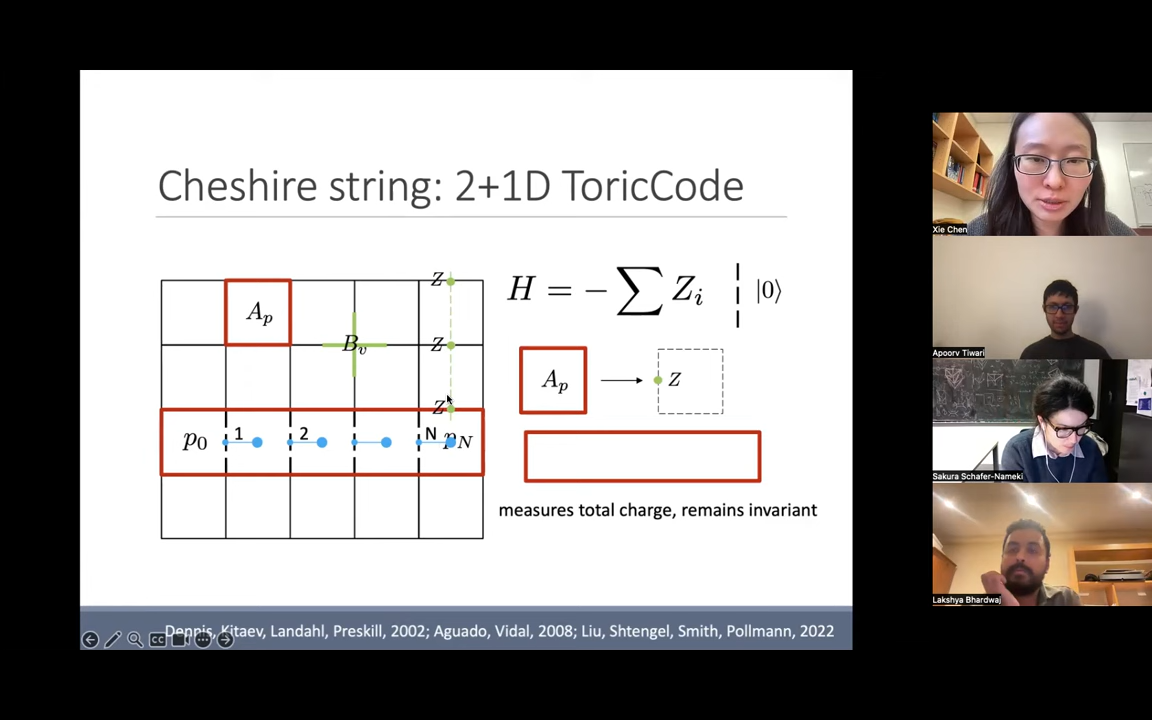 Cheshire string: 2+1D ToricCode
H = − ∑ Z_i |0⟩
A_p
Z
B_v
Z
Z
A_p → Z
p_0 1 2 N p_N
measures total charge, remains invariant
Dennis, Kitaev, Landahl, Preskill, 2002; Aguado, Vidal, 2008; Liu, Shtengel, Smith, Pollmann, 2022
CC
Xie Chen
Apoorv Tiwari
Sakura Schafer-Nameki
Lakshya Bhardwaj